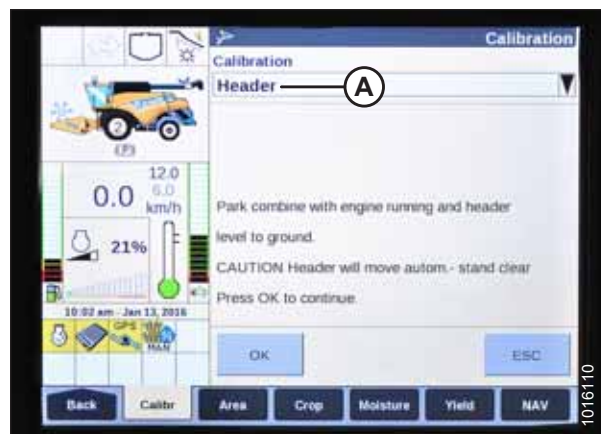 Calibration
Calibration
Header
A
2
(P)
12.0
6.0
0.0 km/h
21%
Park combine with engine running and header
level to ground.
CAUTION Header will move autom.- stand clear
Press OK to continue
10:02 am - Jan 13, 2016
GPS
MAN
OK
ESC
Back
Calibr
Area
Crop
Moisture
Yield
NAV
1016110